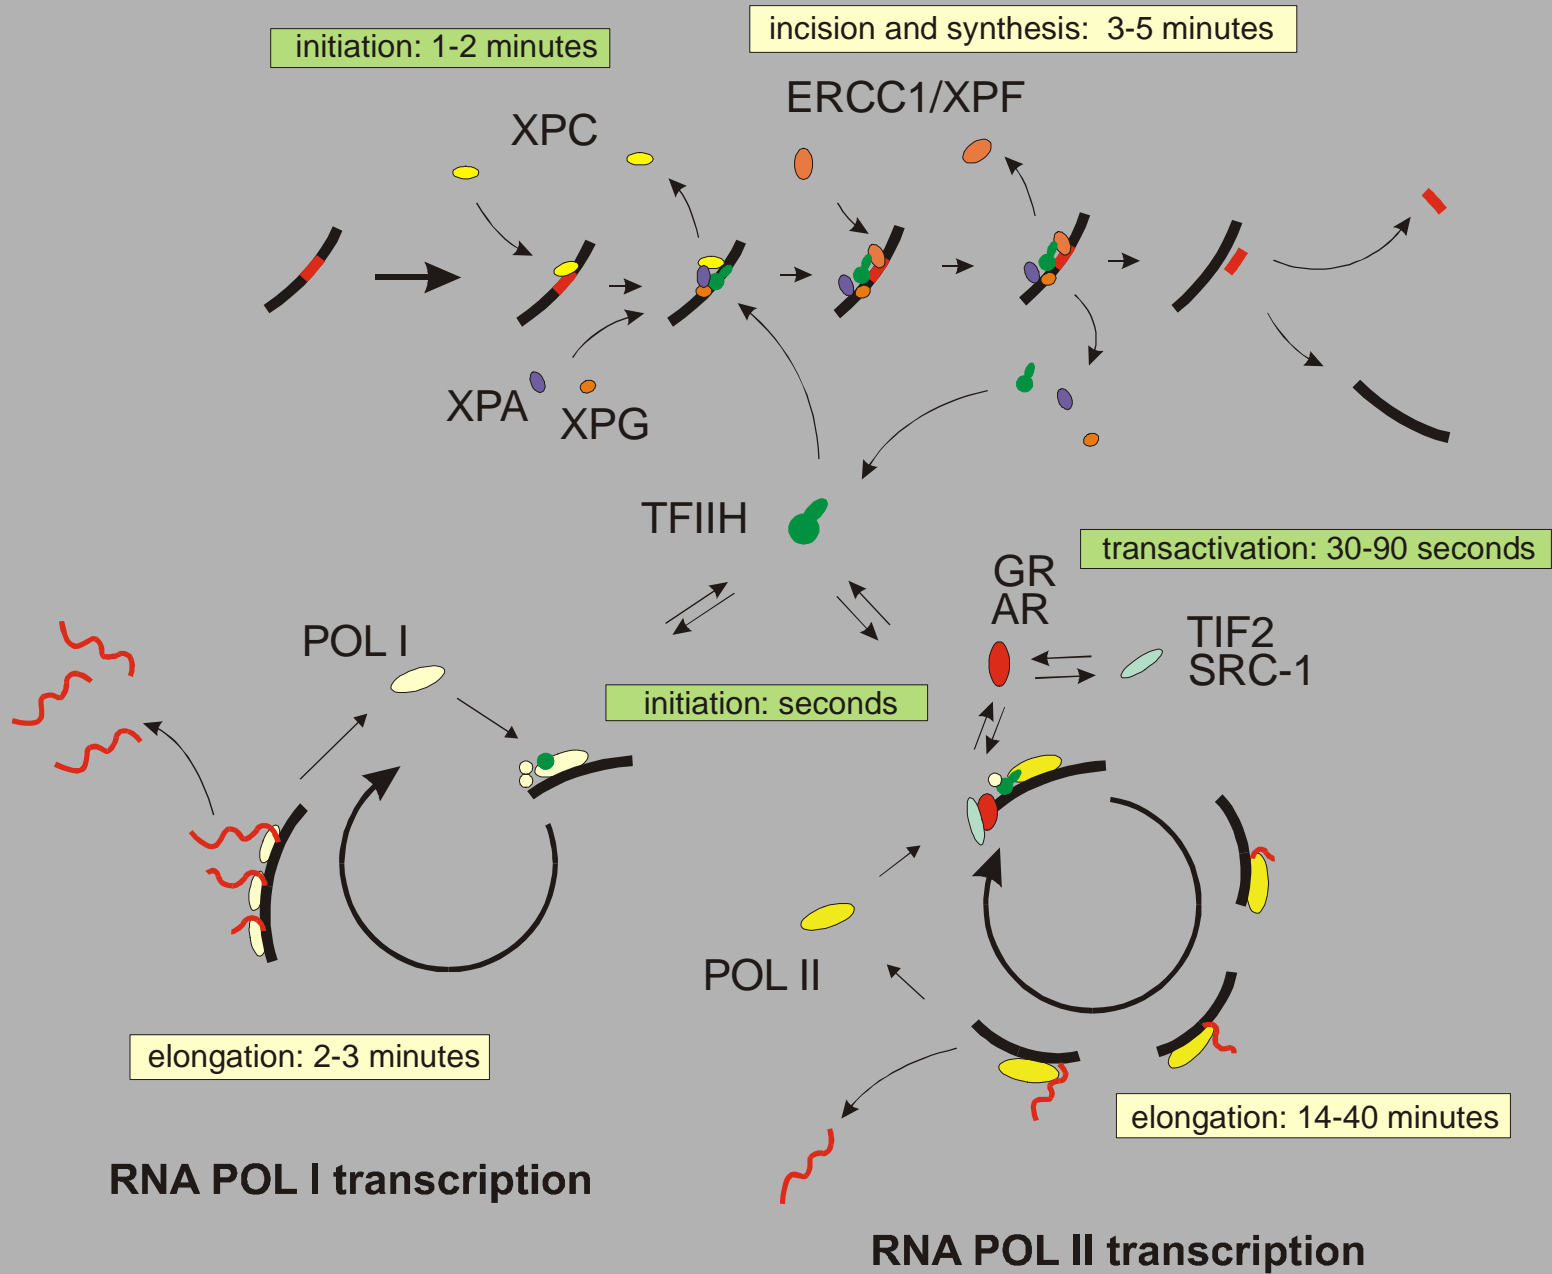 initiation: 1-2 minutes
incision and synthesis: 3-5 minutes
ERCC1/XPF
XPC
XPA
XPG
TFIIH
transactivation: 30-90 seconds
GR
AR
TIF2
SRC-1
POL I
initiation: seconds
POL II
elongation: 2-3 minutes
elongation: 14-40 minutes
RNA POL I transcription
RNA POL II transcription